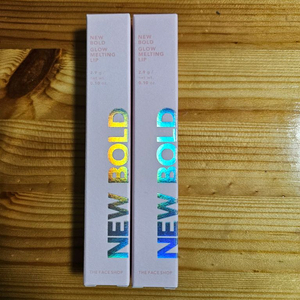 NEW
BOLD
GLOW
MELTING
LIP
NEW BOLD
THE FACE SHOP
NEW
BOLD
GLOW
MELTING
LIP
NEW BOLD
THE FACE SHOP